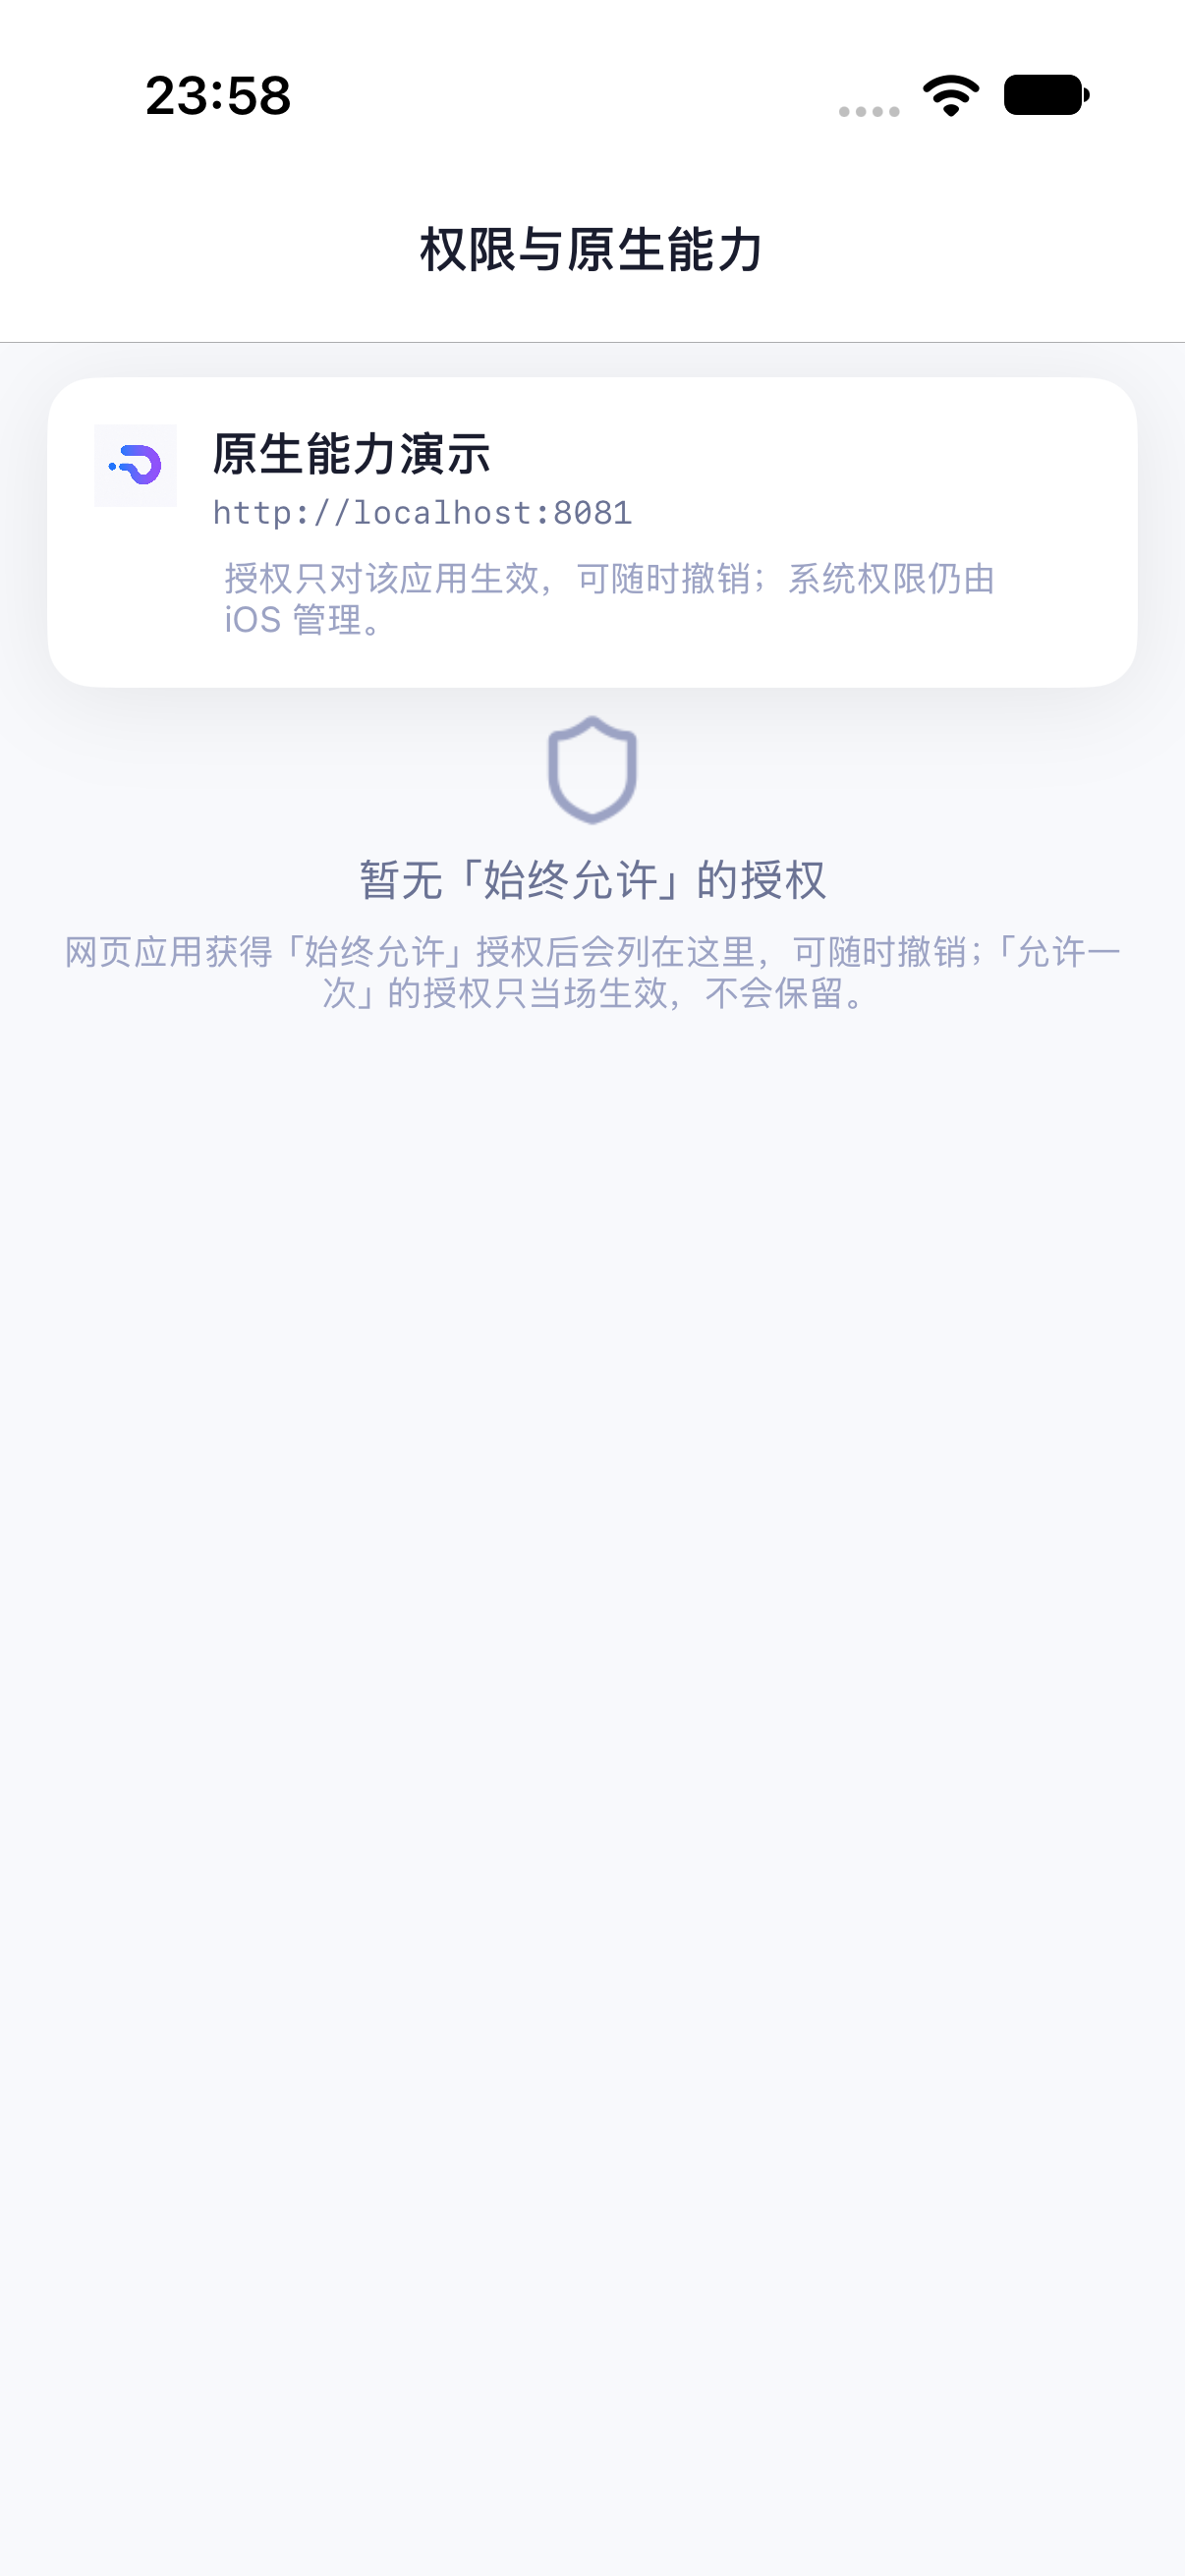 23:58
权限与原生能力
原生能力演示
http://localhost:8081
授权只对该应用生效，可随时撤销；系统权限仍由
iOS 管理。
暂无「始终允许」的授权
网页应用获得「始终允许」授权后会列在这里，可随时撤销；「允许一
次」的授权只当场生效，不会保留。